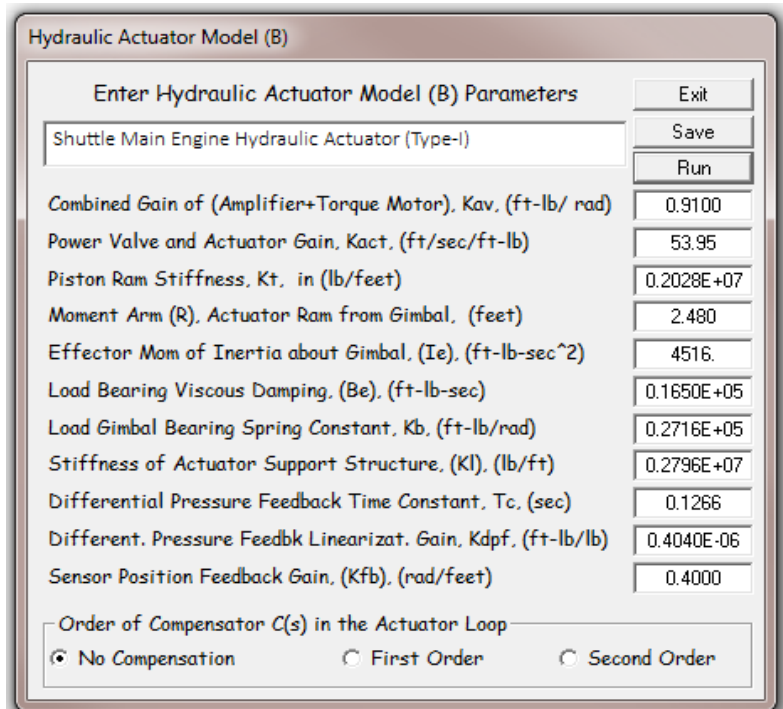 Hydraulic Actuator Model (B)
Enter Hydraulic Actuator Model (B) Parameters
Exit
Shuttle Main Engine Hydraulic Actuator (Type-I)
Save
Run
Combined Gain of (Amplifier+Torque Motor), Kav, (ft-lb/ rad) 0.9100
Power Valve and Actuator Gain, Kact, (ft/sec/ft-lb) 53.95
Piston Ram Stiffness, Kt, in (lb/feet) 0.2028E+07
Moment Arm (R), Actuator Ram from Gimbal, (feet) 2.480
Effector Mom of Inertia about Gimbal, (Ie), (ft-lb-sec^2) 4516.
Load Bearing Viscous Damping, (Be), (ft-lb-sec) 0.1650E+05
Load Gimbal Bearing Spring Constant, Kb, (ft-lb/rad) 0.2716E+05
Stiffness of Actuator Support Structure, (Kl), (lb/ft) 0.2796E+07
Differential Pressure Feedback Time Constant, Tc, (sec) 0.1266
Different. Pressure Feedbk Linearizat. Gain, Kdpf, (ft-lb/lb) 0.4040E-06
Sensor Position Feedback Gain, (Kfb), (rad/feet) 0.4000
Order of Compensator C(s) in the Actuator Loop
No Compensation First Order Second Order